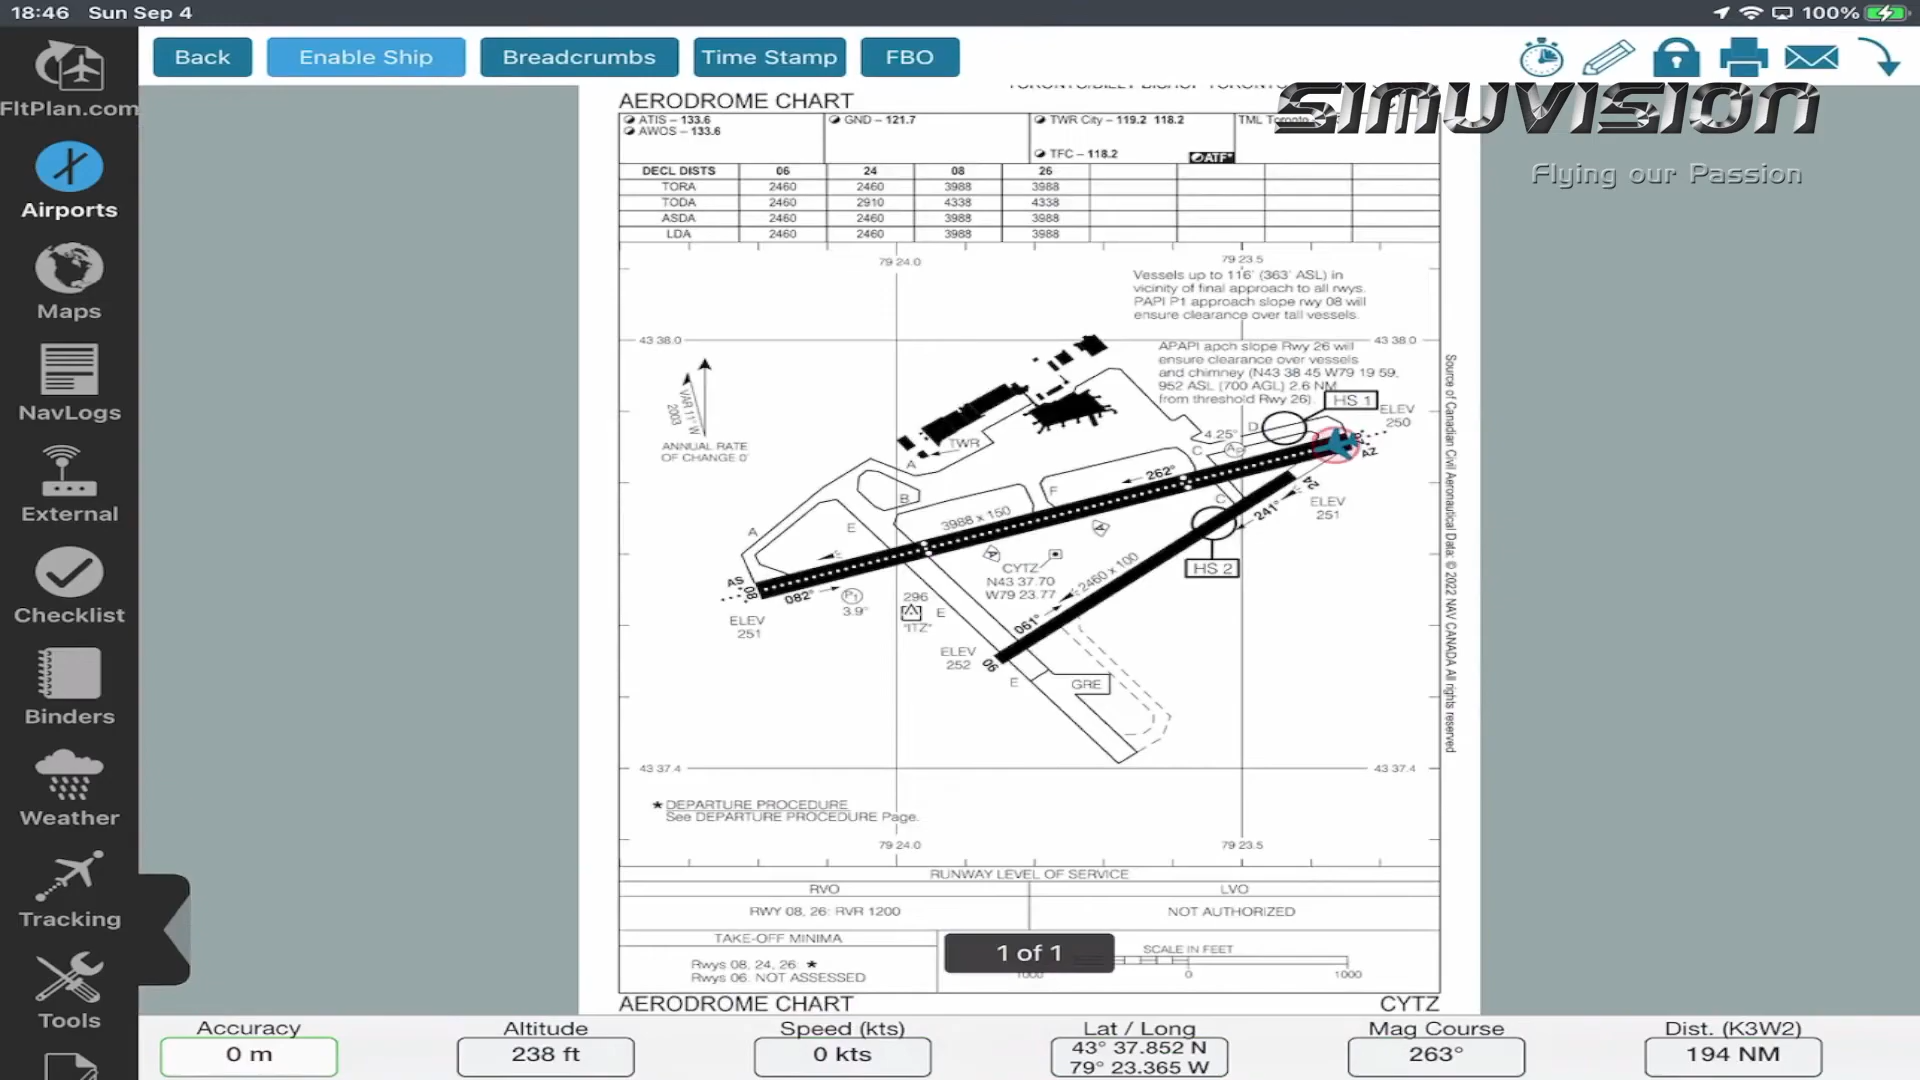 18:46 Sun Sep 4
100%
FltPlan.com
Airports
Maps
NavLogs
External
Checklist
Binders
Weather
Tracking
Tools
Back
Enable Ship
Breadcrumbs
Time Stamp
FBO
SIMUVISION
Flying our Passion
AERODROME CHART
ATIS – 133.6
AWOS – 133.6
GND – 121.7
TWR City – 119.2 118.2
TFC – 118.2
ATF*
TML Toronto
DECL DISTS 06 24 08 26
TORA 2460 2460 3988 3988
TODA 2460 2910 4338 4338
ASDA 2460 2460 3988 3988
LDA 2460 2460 3988 3988
79 24.0
79 23.5
Vessels up to 116' (363' ASL) in
vicinity of final approach to all rwys.
PAPI P1 approach slope rwy 08 will
ensure clearance over tall vessels.
43 38.0
43 38.0
APAPI apch slope Rwy 26 will
ensure clearance over vessels
and chimney (N43 38 45 W79 19 59,
952 ASL (700 AGL) 2.6 NM
from threshold Rwy 26).
HS 1
ELEV
250
VAR 11° W
2003
ANNUAL RATE
OF CHANGE 0'
TWR
A
4.25°
D
C
AZ
262°
F
B
C
24
241°
ELEV
251
3988 x 150
A
E
HS 2
CYTZ
N43 37.70
W79 23.77
2460 x 100
AS
08
082°
P1
3.9°
296
"ITZ"
E
061°
ELEV
251
ELEV
252
06
E
GRE
43 37.4
43 37.4
* DEPARTURE PROCEDURE
See DEPARTURE PROCEDURE Page.
79 24.0
79 23.5
Source of Canadian Civil Aeronautical Data: © 2022 NAV CANADA All rights reserved
RUNWAY LEVEL OF SERVICE
RVO
LVO
RWY 08, 26: RVR 1200
NOT AUTHORIZED
TAKE-OFF MINIMA
Rwys 08, 24, 26 *
Rwys 06. NOT ASSESSED
1 of 1
SCALE IN FEET
1000 0 1000
AERODROME CHART
CYTZ
Accuracy
0 m
Altitude
238 ft
Speed (kts)
0 kts
Lat / Long
43° 37.852 N
79° 23.365 W
Mag Course
263°
Dist. (K3W2)
194 NM